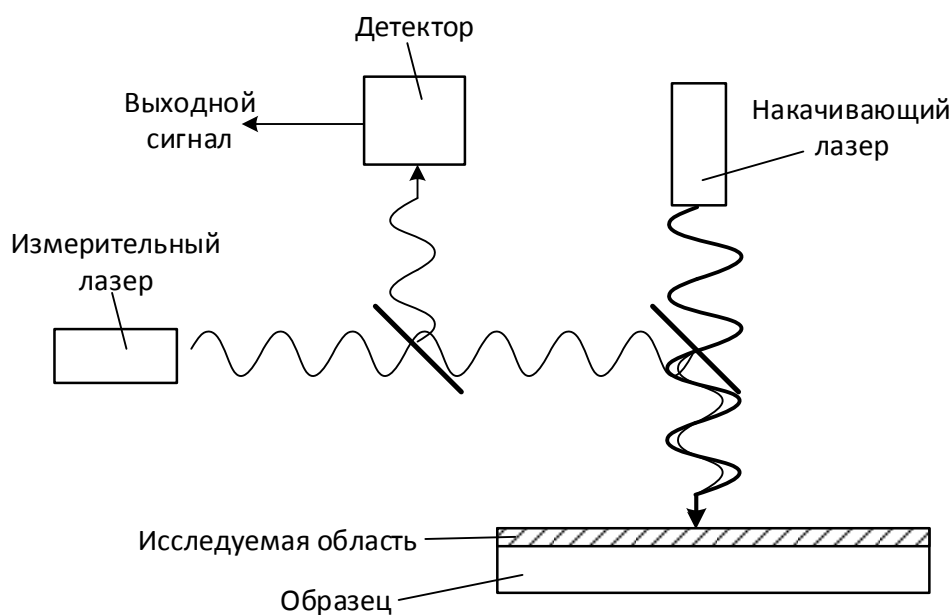 Детектор
Выходной
сигнал
Накачивающий
лазер
Измерительный
лазер
Исследуемая область
Образец